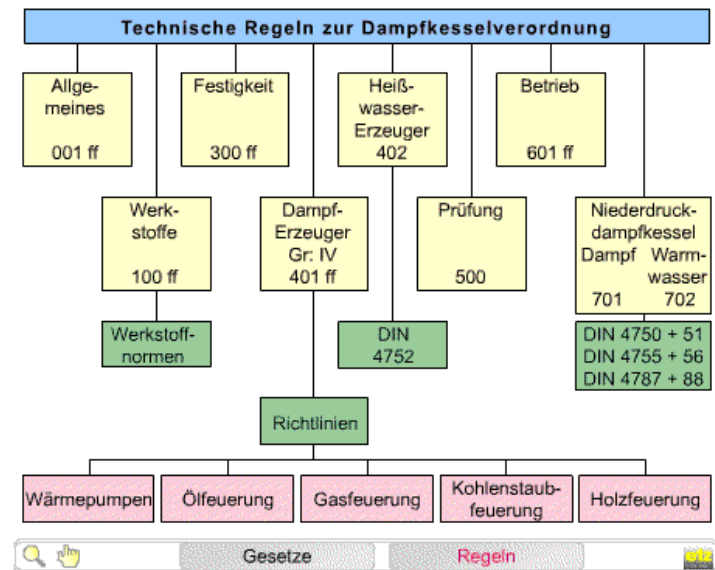 Technische Regeln zur Dampfkesselverordnung
Allge-
meines
001 ff
Festigkeit
300 ff
Heiß-
wasser-
Erzeuger
402
Betrieb
601 ff
Werk-
stoffe
100 ff
Dampf-
Erzeuger
Gr: IV
401 ff
Prüfung
500
Niederdruck-
dampfkessel
Dampf Warm-
wasser
701 702
Werkstoff-
normen
DIN
4752
DIN 4750 + 51
DIN 4755 + 56
DIN 4787 + 88
Richtlinien
Wärmepumpen
Ölfeuerung
Gasfeuerung
Kohlenstaub-
feuerung
Holzfeuerung
Gesetze
Regeln
etz